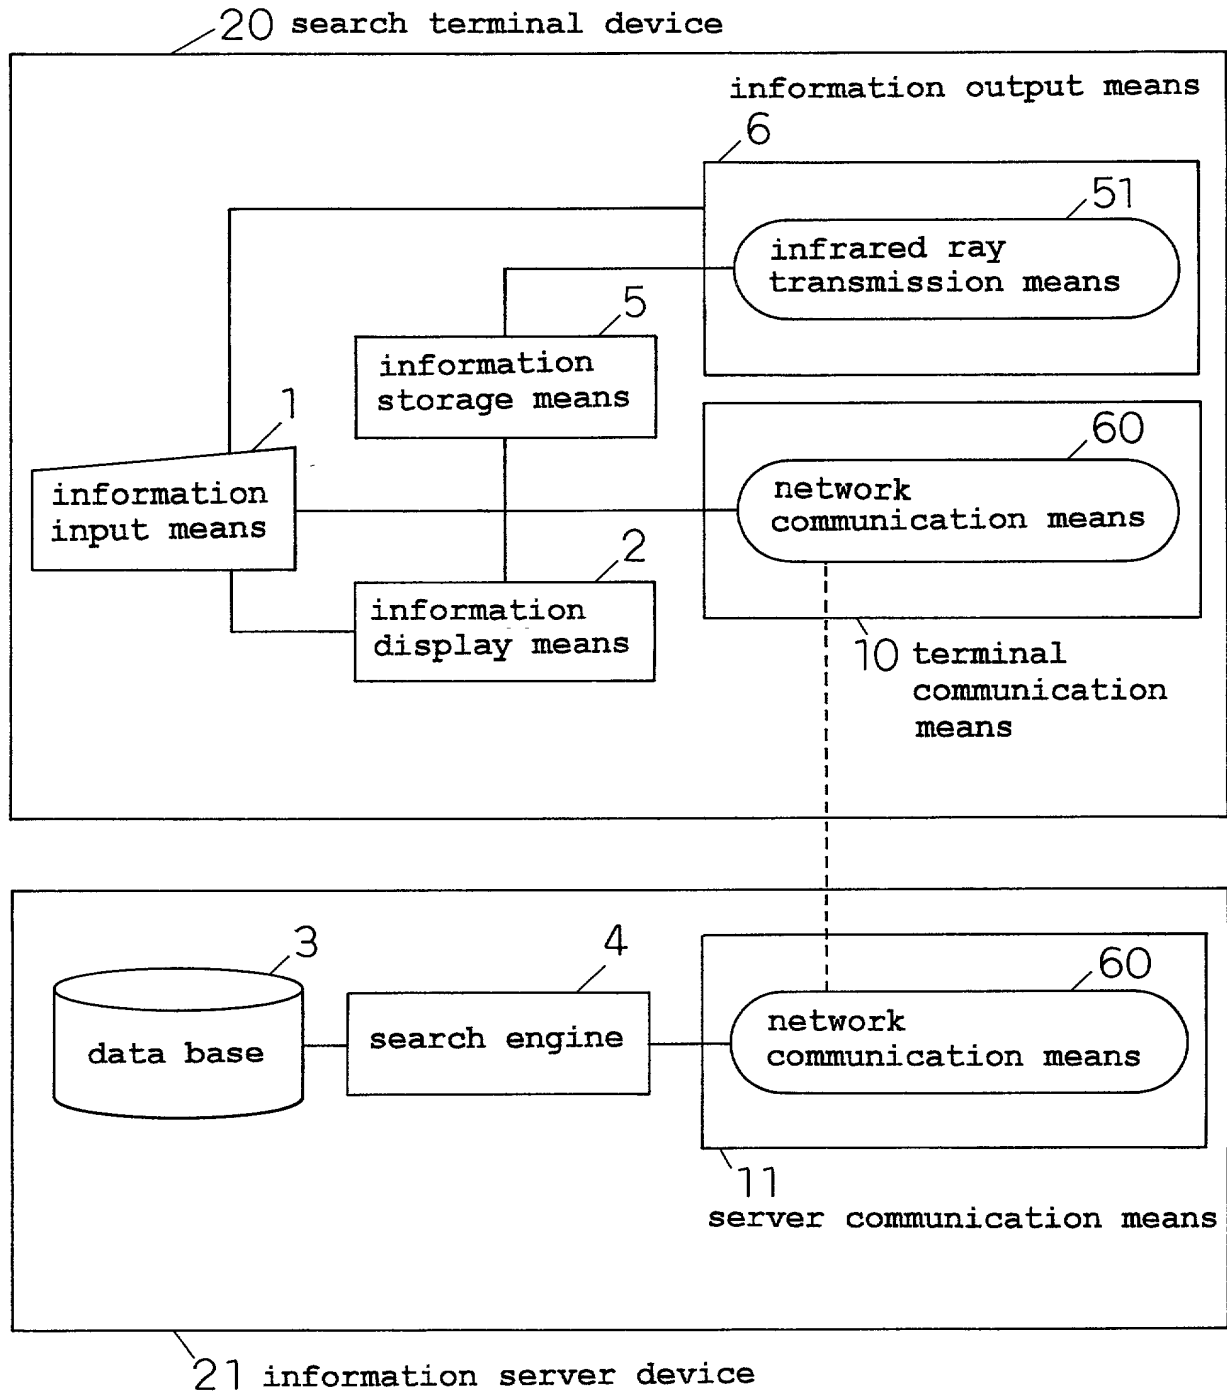 20 search terminal device
information output means
6
51
infrared ray
transmission means
5
information
storage means
1
information
input means
60
network
communication means
2
information
display means
10 terminal
communication
means
3
data base
4
search engine
60
network
communication means
11
server communication means
21 information server device